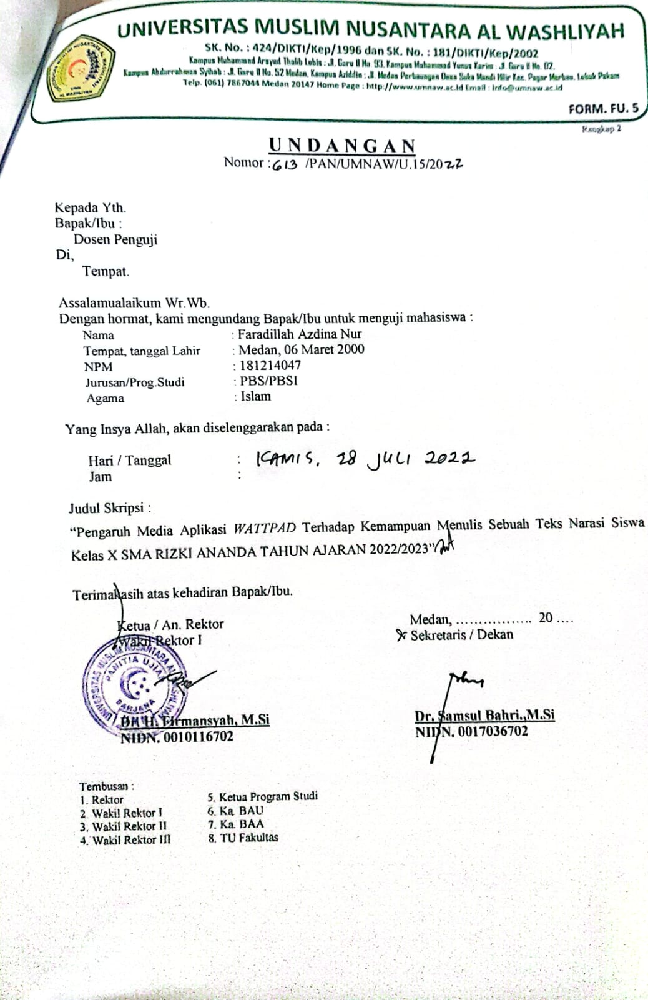 UNIVERSITAS MUSLIM NUSANTARA AL WASHLIYAH
SK. No. : 424/DIKTI/Kep/1996 dan SK. No. : 181/DIKTI/Kep/2002
Kampus Muhammad Arsyad Thalib Lubis : Jl. Garu II No. 93, Kampus Muhammad Yunus Karim : Jl. Garu II No. 02,
Kampus Abdurrahman Syihab : Jl. Garu II No. 52 Medan, Kampus Aziddin : Jl. Medan Perbaungan Desa Suka Mandi Hilir Kec. Pagar Merbau, Lubuk Pakam
Telp. (061) 7867044 Medan 20147 Home Page : http://www.umnaw.ac.id Email : info@umnaw.ac.id
FORM. FU. 5
Rangkap 2
UNDANGAN
Nomor : 613 /PAN/UMNAW/U.15/2022
Kepada Yth.
Bapak/Ibu :
Dosen Penguji
Di,
Tempat.
Assalamualaikum Wr.Wb.
Dengan hormat, kami mengundang Bapak/Ibu untuk menguji mahasiswa :
Nama : Faradillah Azdina Nur
Tempat, tanggal Lahir : Medan, 06 Maret 2000
NPM : 181214047
Jurusan/Prog.Studi : PBS/PBSI
Agama : Islam
Yang Insya Allah, akan diselenggarakan pada :
Hari / Tanggal : KAMIS, 28 JULI 2022
Jam :
Judul Skripsi :
“Pengaruh Media Aplikasi WATTPAD Terhadap Kemampuan Menulis Sebuah Teks Narasi Siswa
Kelas X SMA RIZKI ANANDA TAHUN AJARAN 2022/2023”
Terimakasih atas kehadiran Bapak/Ibu.
Medan, ................. 20 ....
Ketua / An. Rektor
Wakil Rektor I
Sekretaris / Dekan
UNIVERSITAS MUSLIM NUSANTARA AL WASHLIYAH
PANITIA UJIAN
SARJANA
H. Firmansyah, M.Si
NIDN. 0010116702
Dr. Samsul Bahri.,M.Si
NIDN. 0017036702
Tembusan :
1. Rektor
2. Wakil Rektor I
3. Wakil Rektor II
4. Wakil Rektor III
5. Ketua Program Studi
6. Ka. BAU
7. Ka. BAA
8. TU Fakultas